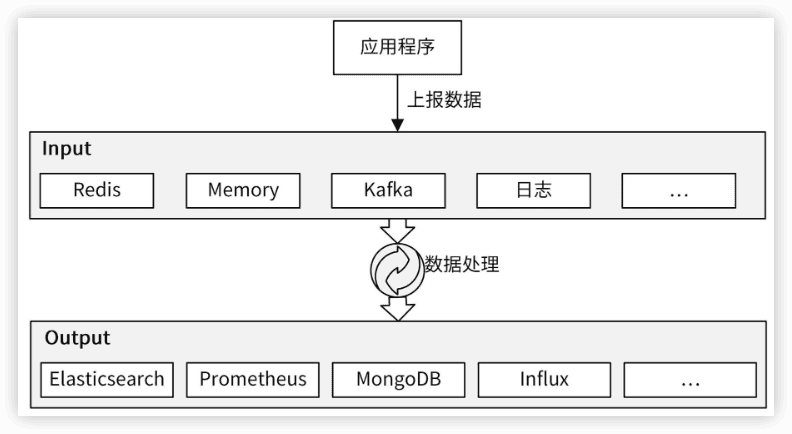 应用程序
上报数据
Input
Redis Memory Kafka 日志 ...
数据处理
Output
Elasticsearch Prometheus MongoDB Influx ...